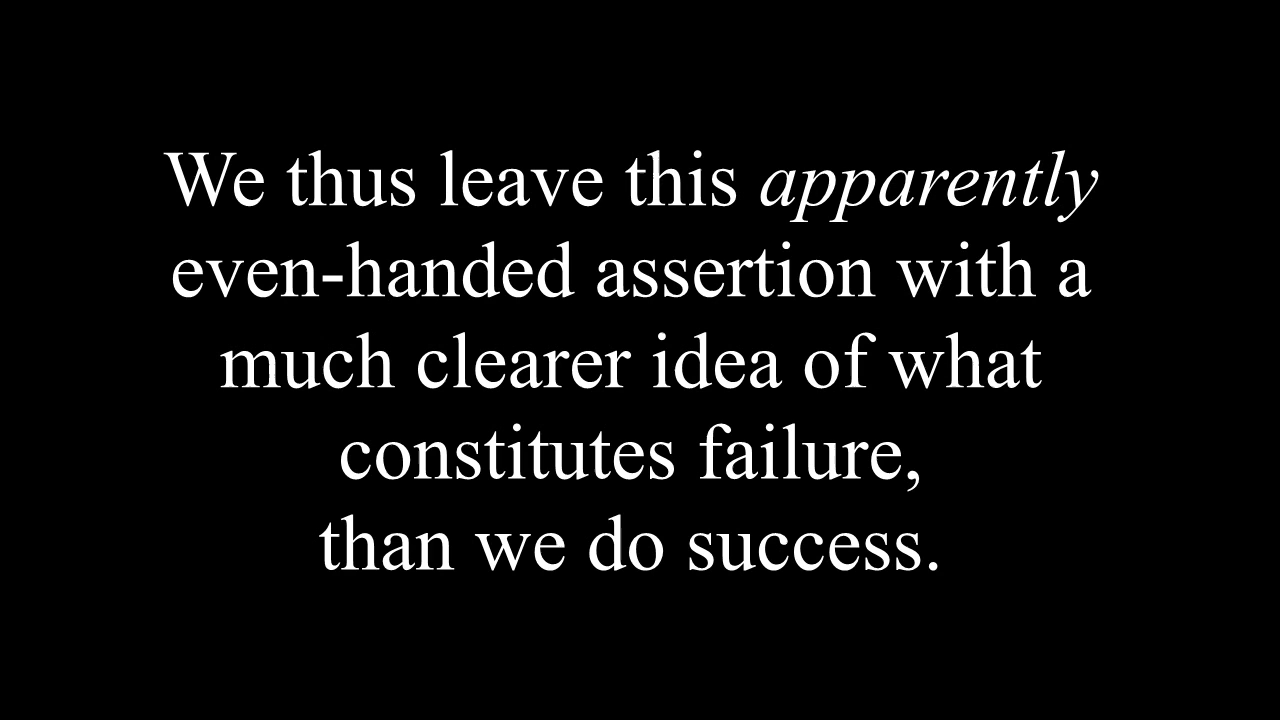 We thus leave this apparently
even-handed assertion with a
much clearer idea of what
constitutes failure,
than we do success.